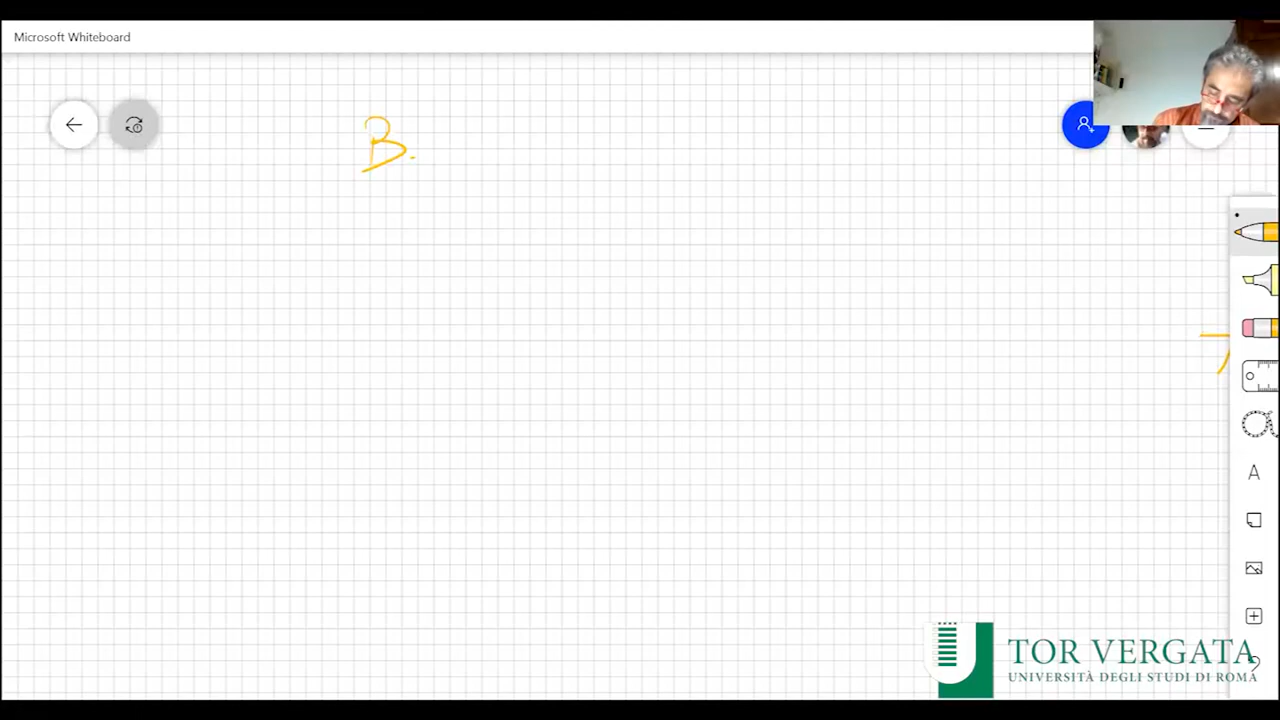 Microsoft Whiteboard
B.
A
TOR VERGATA
UNIVERSITÀ DEGLI STUDI DI ROMA